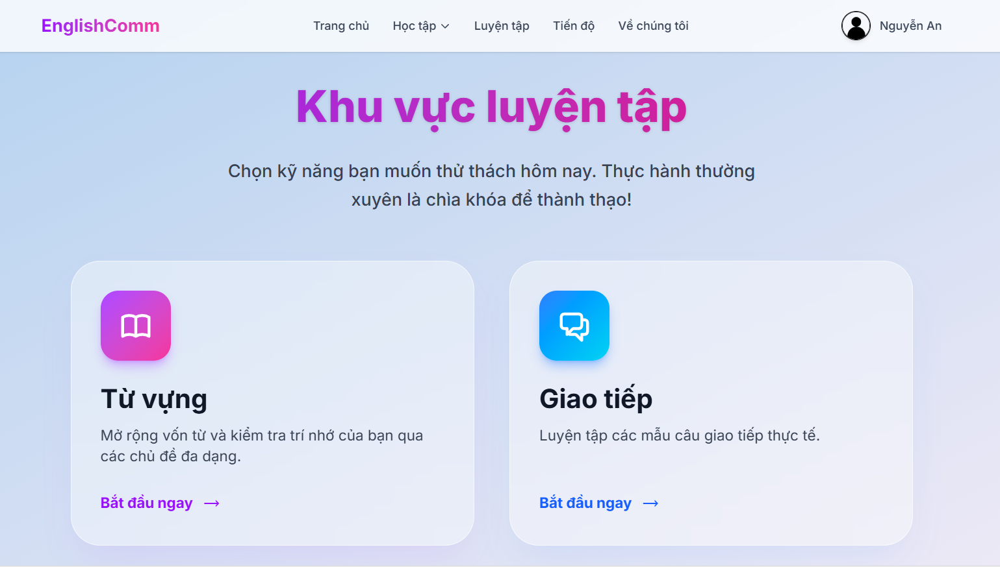 EnglishComm
Trang chủ
Học tập
Luyện tập
Tiến độ
Về chúng tôi
Nguyễn An
Khu vực luyện tập
Chọn kỹ năng bạn muốn thử thách hôm nay. Thực hành thường
xuyên là chìa khóa để thành thạo!
Từ vựng
Mở rộng vốn từ và kiểm tra trí nhớ của bạn qua
các chủ đề đa dạng.
Bắt đầu ngay
Giao tiếp
Luyện tập các mẫu câu giao tiếp thực tế.
Bắt đầu ngay